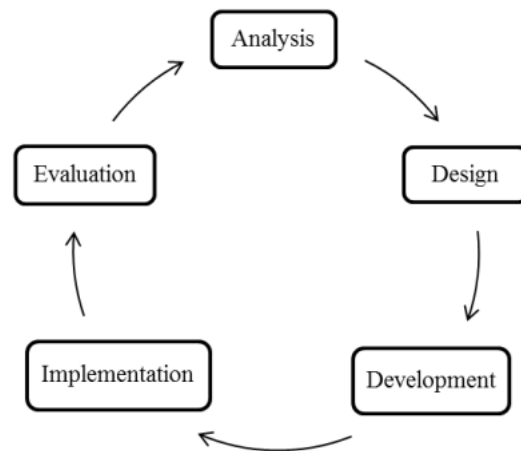 Analysis
Design
Development
Implementation
Evaluation